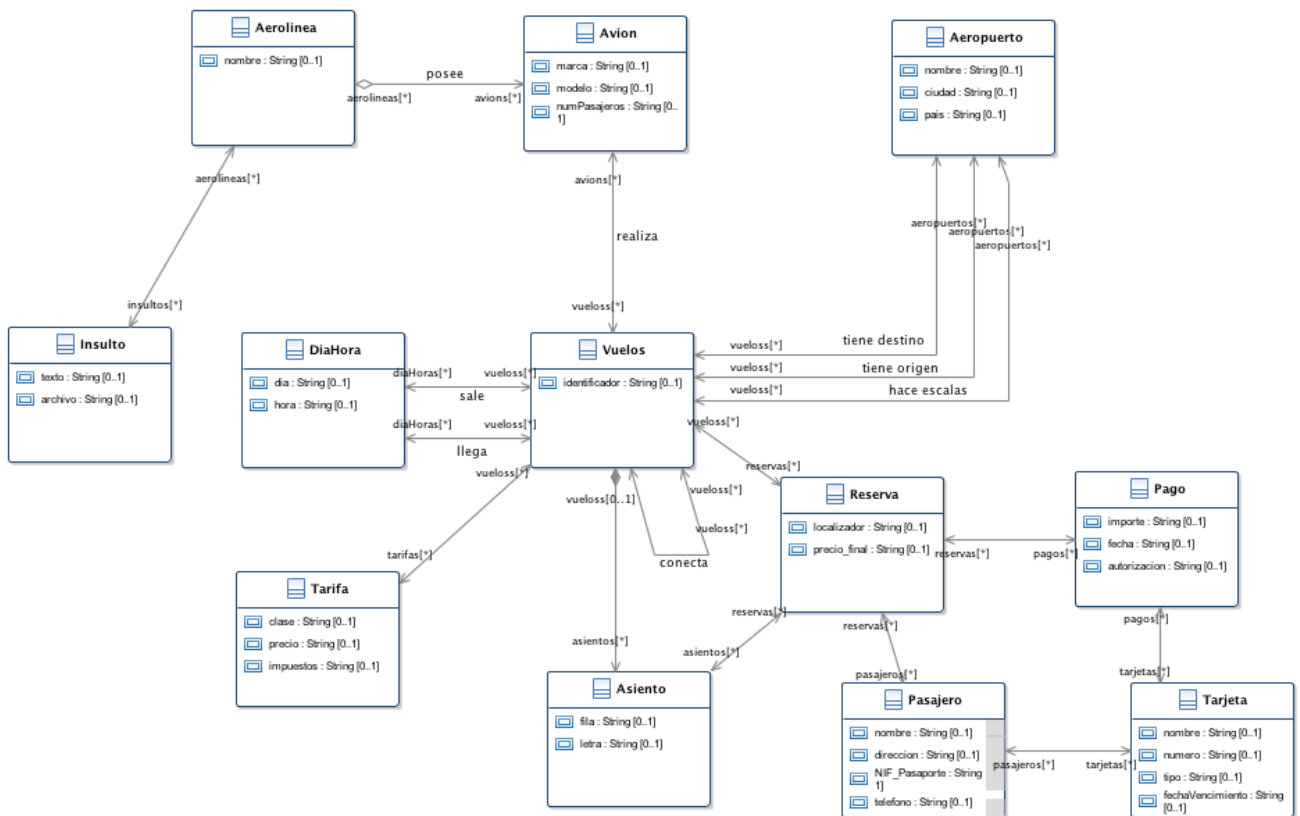 Aerolinea
nombre : String [0..1]
Avion
marca : String [0..1]
modelo : String [0..1]
numPasajeros : String [0..
1]
Aeropuerto
nombre : String [0..1]
ciudad : String [0..1]
pais : String [0..1]
posee
aerolineas[*]
avions[*]
aerolineas[*]
insultos[*]
avions[*]
realiza
vueloss[*]
aeropuertos[*]
aeropuertos[*]
aeropuertos[*]
vueloss[*]
tiene destino
vueloss[*]
tiene origen
vueloss[*]
hace escalas
Insulto
texto : String [0..1]
archivo : String [0..1]
DiaHora
dia : String [0..1]
hora : String [0..1]
Vuelos
identificador : String [0..1]
diaHoras[*]
vueloss[*]
sale
diaHoras[*]
vueloss[*]
llega
vueloss[*]
tarifas[*]
vueloss[0..1]
asientos[*]
vueloss[*]
vueloss[*]
conecta
vueloss[*]
reservas[*]
Reserva
localizador : String [0..1]
precio_final : String [0..1]
reservas[*]
pagos[*]
Pago
importe : String [0..1]
fecha : String [0..1]
autorizacion : String [0..1]
Tarifa
clase : String [0..1]
precio : String [0..1]
impuestos : String [0..1]
reservas[*]
asientos[*]
reservas[*]
pasajeros[*]
pagos[*]
tarjetas[*]
Asiento
fila : String [0..1]
letra : String [0..1]
Pasajero
nombre : String [0..1]
direccion : String [0..1]
NIF_Pasaporte : String
1]
telefono : String [0..1]
pasajeros[*]
tarjetas[*]
Tarjeta
nombre : String [0..1]
numero : String [0..1]
tipo : String [0..1]
fechaVencimiento : String
[0..1]